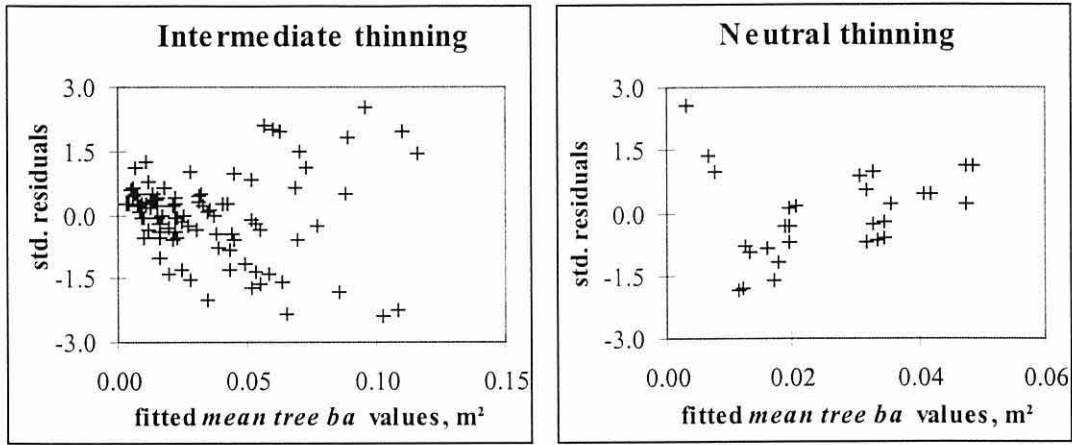 Intermediate thinning
std. residuals
3.0
1.5
0.0
-1.5
-3.0
0.00 0.05 0.10 0.15
fitted mean tree ba values, m²
Neutral thinning
std. residuals
3.0
1.5
0.0
-1.5
-3.0
0.00 0.02 0.04 0.06
fitted mean tree ba values, m²